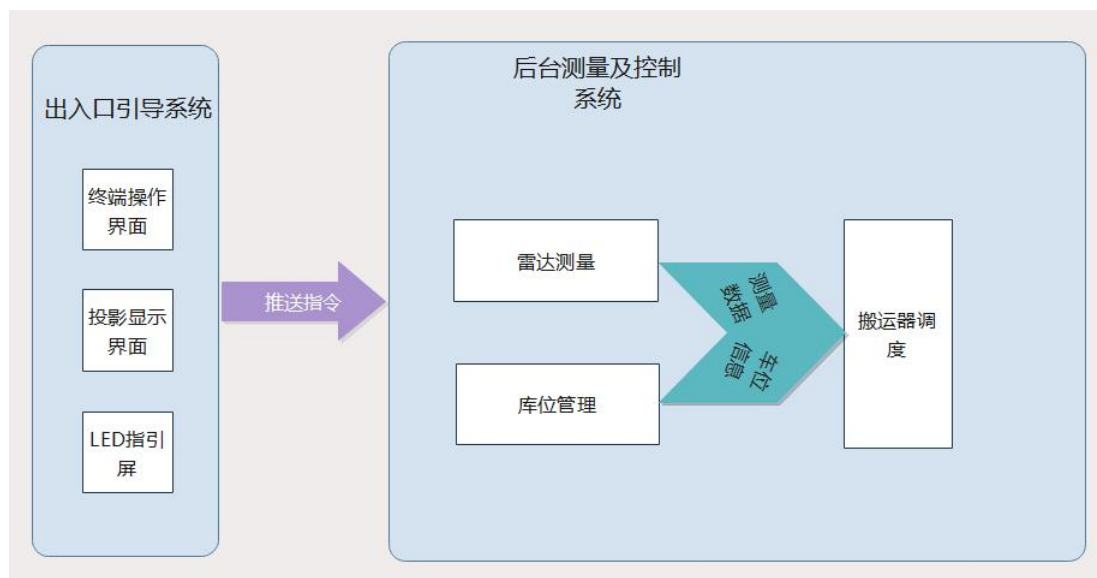 出入口引导系统
终端操作
界面
投影显示
界面
LED指引
屏
推送指令
后台测量及控制
系统
雷达测量
库位管理
测量
数据
车位
信息
搬运器调
度